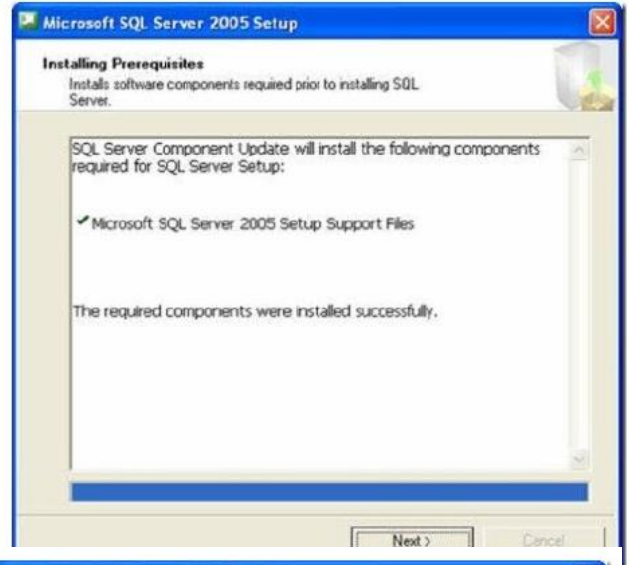 Microsoft SQL Server 2005 Setup
Installing Prerequisites
Installs software components required prior to installing SQL
Server.
SQL Server Component Update will install the following components
required for SQL Server Setup:
Microsoft SQL Server 2005 Setup Support Files
The required components were installed successfully.
Next >
Cancel